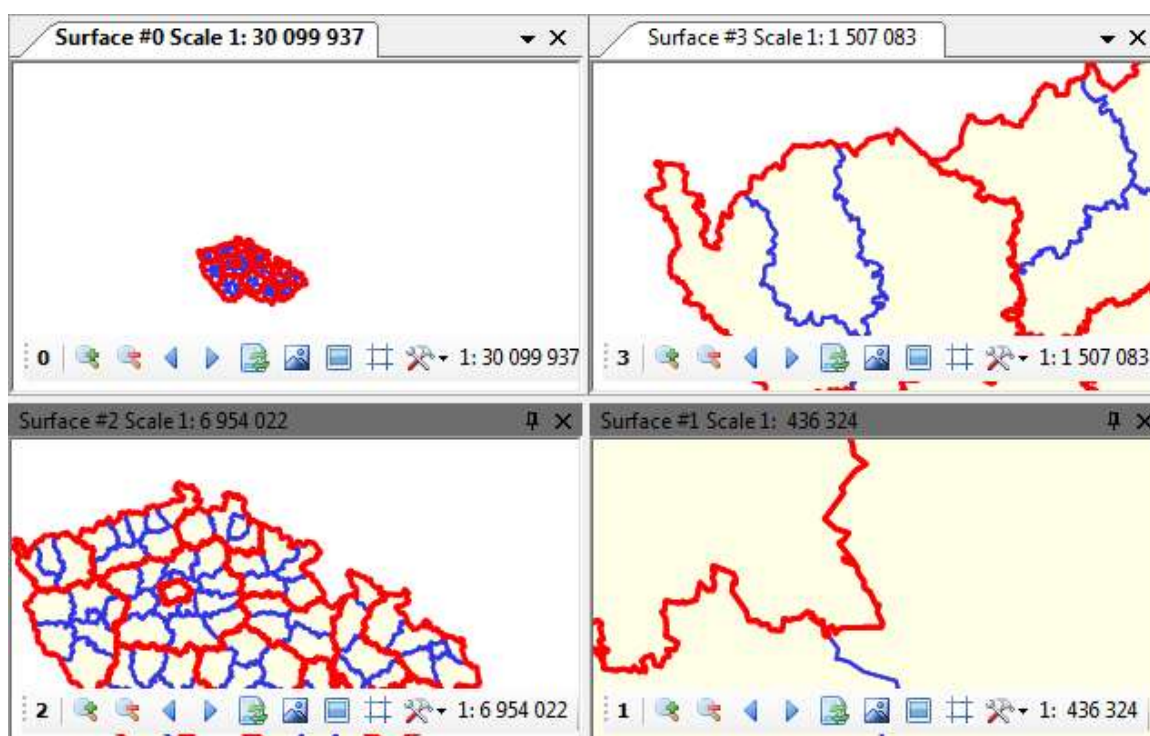 Surface #0 Scale 1: 30 099 937
Surface #3 Scale 1: 1 507 083
0 1: 30 099 937
3 1: 1 507 083
Surface #2 Scale 1: 6 954 022
Surface #1 Scale 1: 436 324
2 1: 6 954 022
1 1: 436 324